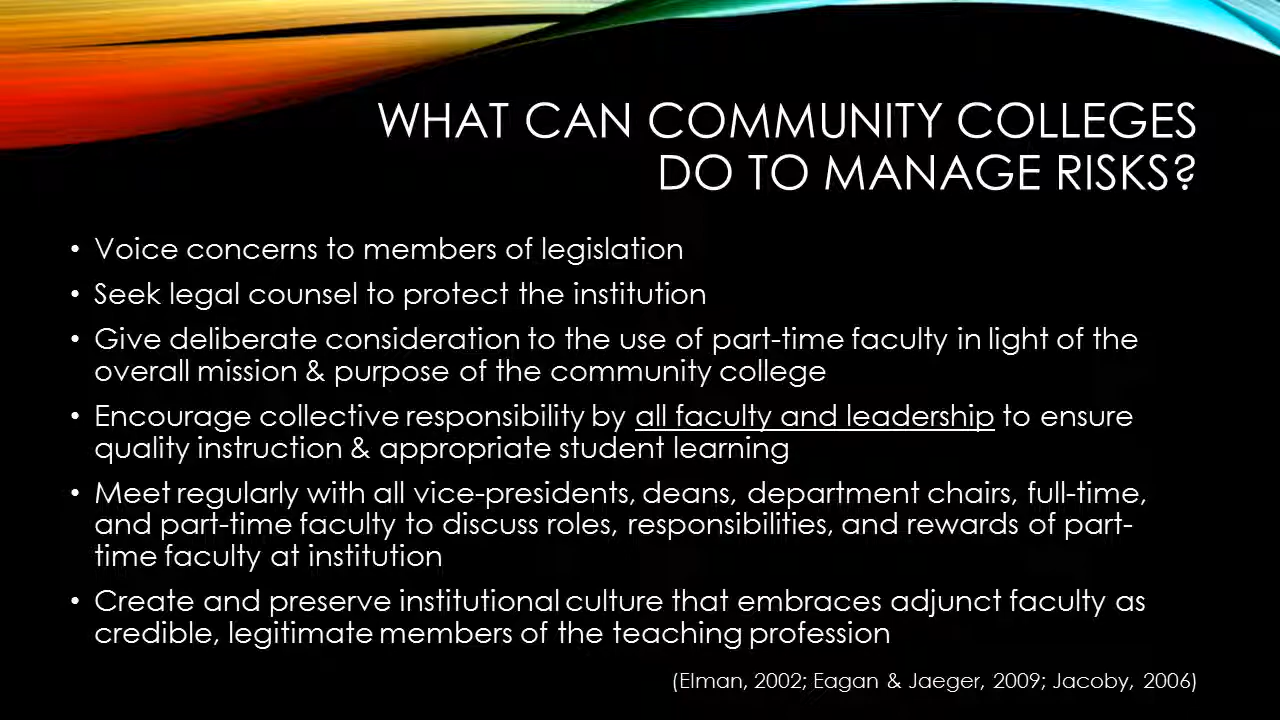 WHAT CAN COMMUNITY COLLEGES
DO TO MANAGE RISKS?
• Voice concerns to members of legislation
• Seek legal counsel to protect the institution
• Give deliberate consideration to the use of part-time faculty in light of the
overall mission & purpose of the community college
• Encourage collective responsibility by all faculty and leadership to ensure
quality instruction & appropriate student learning
• Meet regularly with all vice-presidents, deans, department chairs, full-time,
and part-time faculty to discuss roles, responsibilities, and rewards of part-
time faculty at institution
• Create and preserve institutional culture that embraces adjunct faculty as
credible, legitimate members of the teaching profession
(Elman, 2002; Eagan & Jaeger, 2009; Jacoby, 2006)